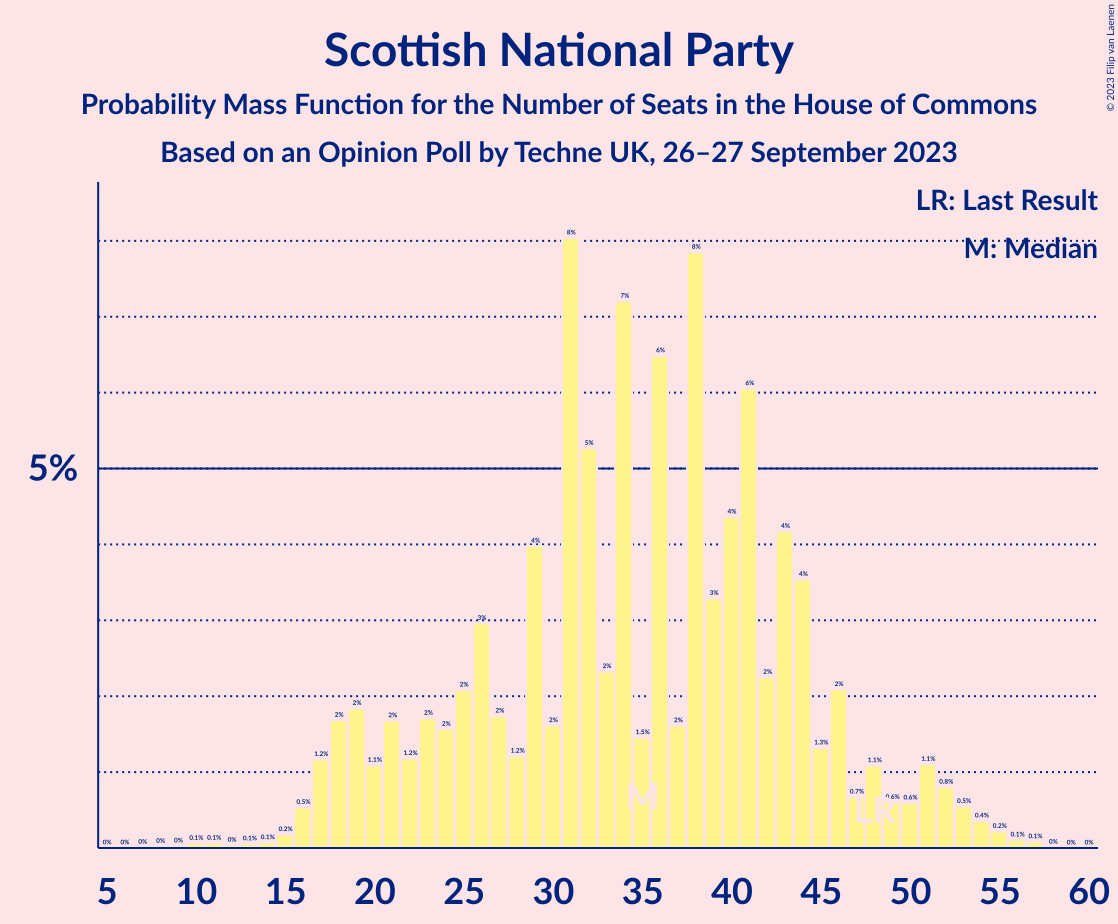 Scottish National Party
Probability Mass Function for the Number of Seats in the House of Commons
Based on an Opinion Poll by Techne UK, 26–27 September 2023
© 2023 Filip van Laenen
LR: Last Result
M: Median
5%
0% 0% 0% 0% 0% 0.1% 0.1% 0% 0.1% 0.1% 0.2% 0.5% 1.2% 2% 2% 1.1% 2% 1.2% 2% 2% 2% 3% 2% 1.2% 4% 2% 8% 5% 2% 7% 1.5% 6% 2% 8% 3% 4% 6% 2% 4% 4% 1.3% 2% 0.7% 1.1% 0.6% 0.6% 1.1% 0.8% 0.5% 0.4% 0.2% 0.1% 0.1% 0% 0% 0%
M
LR
5 10 15 20 25 30 35 40 45 50 55 60